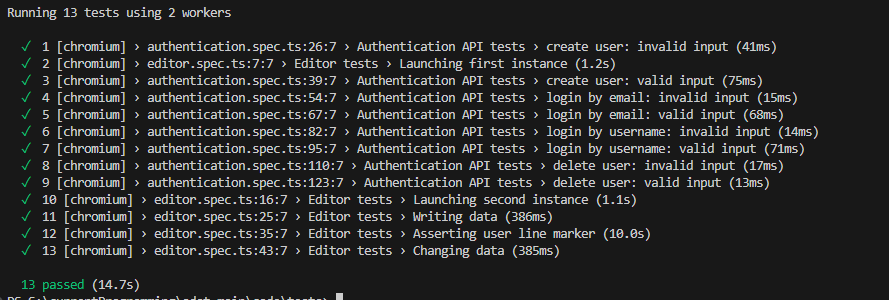 Running 13 tests using 2 workers
✓ 1 [chromium] › authentication.spec.ts:26:7 › Authentication API tests › create user: invalid input (41ms)
✓ 2 [chromium] › editor.spec.ts:7:7 › Editor tests › Launching first instance (1.2s)
✓ 3 [chromium] › authentication.spec.ts:39:7 › Authentication API tests › create user: valid input (75ms)
✓ 4 [chromium] › authentication.spec.ts:54:7 › Authentication API tests › login by email: invalid input (15ms)
✓ 5 [chromium] › authentication.spec.ts:67:7 › Authentication API tests › login by email: valid input (68ms)
✓ 6 [chromium] › authentication.spec.ts:82:7 › Authentication API tests › login by username: invalid input (14ms)
✓ 7 [chromium] › authentication.spec.ts:95:7 › Authentication API tests › login by username: valid input (71ms)
✓ 8 [chromium] › authentication.spec.ts:110:7 › Authentication API tests › delete user: invalid input (17ms)
✓ 9 [chromium] › authentication.spec.ts:123:7 › Authentication API tests › delete user: valid input (13ms)
✓ 10 [chromium] › editor.spec.ts:16:7 › Editor tests › Launching second instance (1.1s)
✓ 11 [chromium] › editor.spec.ts:25:7 › Editor tests › Writing data (386ms)
✓ 12 [chromium] › editor.spec.ts:35:7 › Editor tests › Asserting user line marker (10.0s)
✓ 13 [chromium] › editor.spec.ts:43:7 › Editor tests › Changing data (385ms)
13 passed (14.7s)